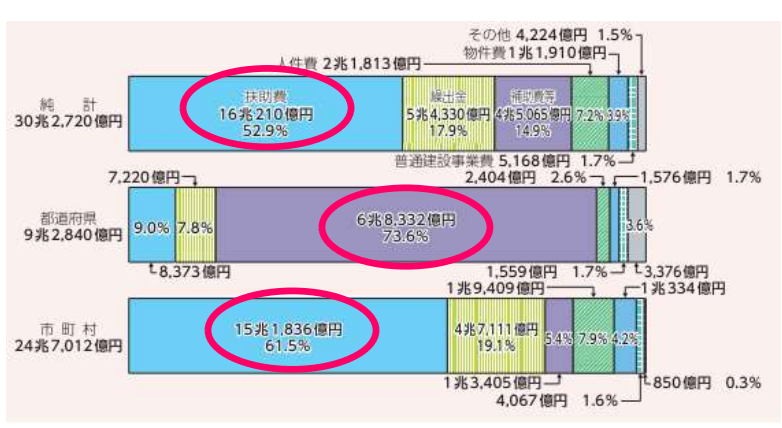 その他 4,224億円 1.5%
人件費 2兆1,813億円
物件費1兆1,910億円
純計
30兆2,720億円
扶助費
16兆210億円
52.9%
繰出金
5兆4,330億円
17.9%
補助費等
4兆5,065億円
14.9%
7.2%
3.9%
普通建設事業費 5,168億円 1.7%
7,220億円
2,404億円 2.6%
1,576億円 1.7%
都道府県
9兆2,840億円
9.0%
7.8%
6兆8,332億円
73.6%
3.6%
8,373億円
1,559億円 1.7%
3,376億円
1兆9,409億円
1兆334億円
市町村
24兆7,012億円
15兆1,836億円
61.5%
4兆7,111億円
19.1%
5.4%
7.9%
4.2%
1兆3,405億円
850億円 0.3%
4,067億円 1.6%